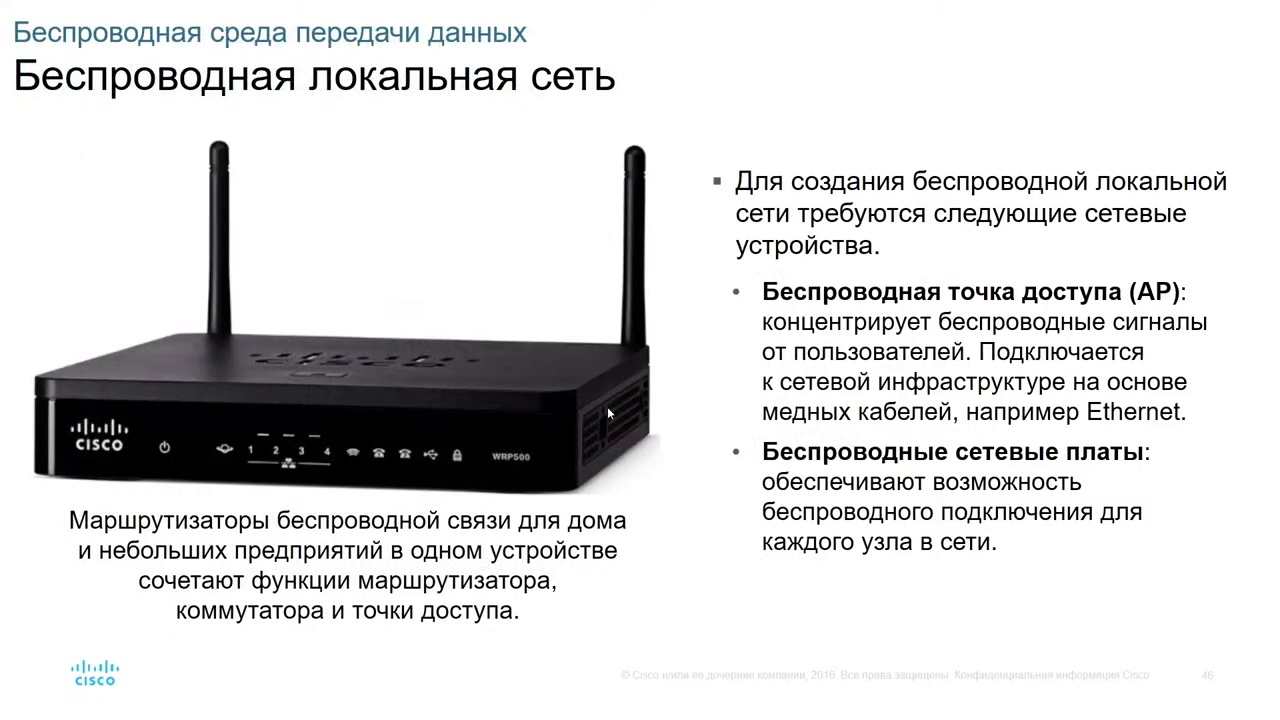 Беспроводная среда передачи данных
Беспроводная локальная сеть
CISCO
1 2 3 4
WRP500
Маршрутизаторы беспроводной связи для дома
и небольших предприятий в одном устройстве
сочетают функции маршрутизатора,
коммутатора и точки доступа.
▪ Для создания беспроводной локальной
сети требуются следующие сетевые
устройства.
• Беспроводная точка доступа (AP):
концентрирует беспроводные сигналы
от пользователей. Подключается
к сетевой инфраструктуре на основе
медных кабелей, например Ethernet.
• Беспроводные сетевые платы:
обеспечивают возможность
беспроводного подключения для
каждого узла в сети.
CISCO
© Cisco и/или ее дочерние компании, 2016. Все права защищены. Конфиденциальная информация Cisco
46